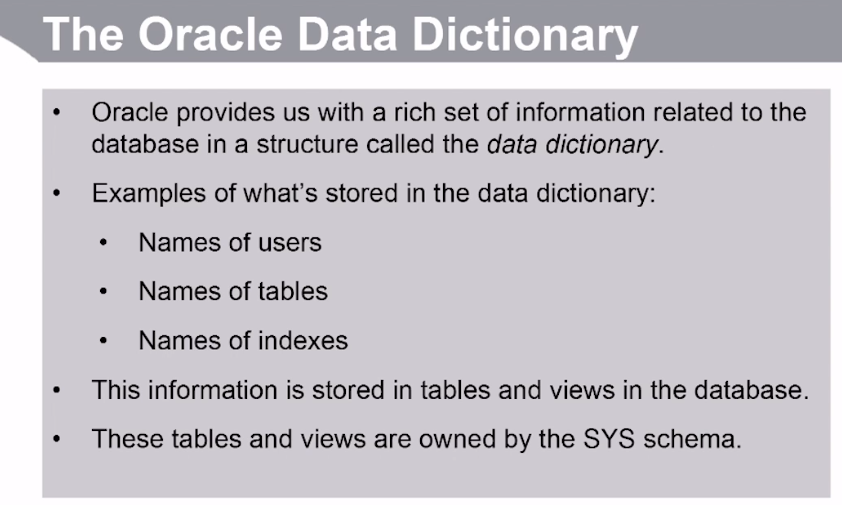 The Oracle Data Dictionary
• Oracle provides us with a rich set of information related to the
database in a structure called the data dictionary.
• Examples of what's stored in the data dictionary:
• Names of users
• Names of tables
• Names of indexes
• This information is stored in tables and views in the database.
• These tables and views are owned by the SYS schema.